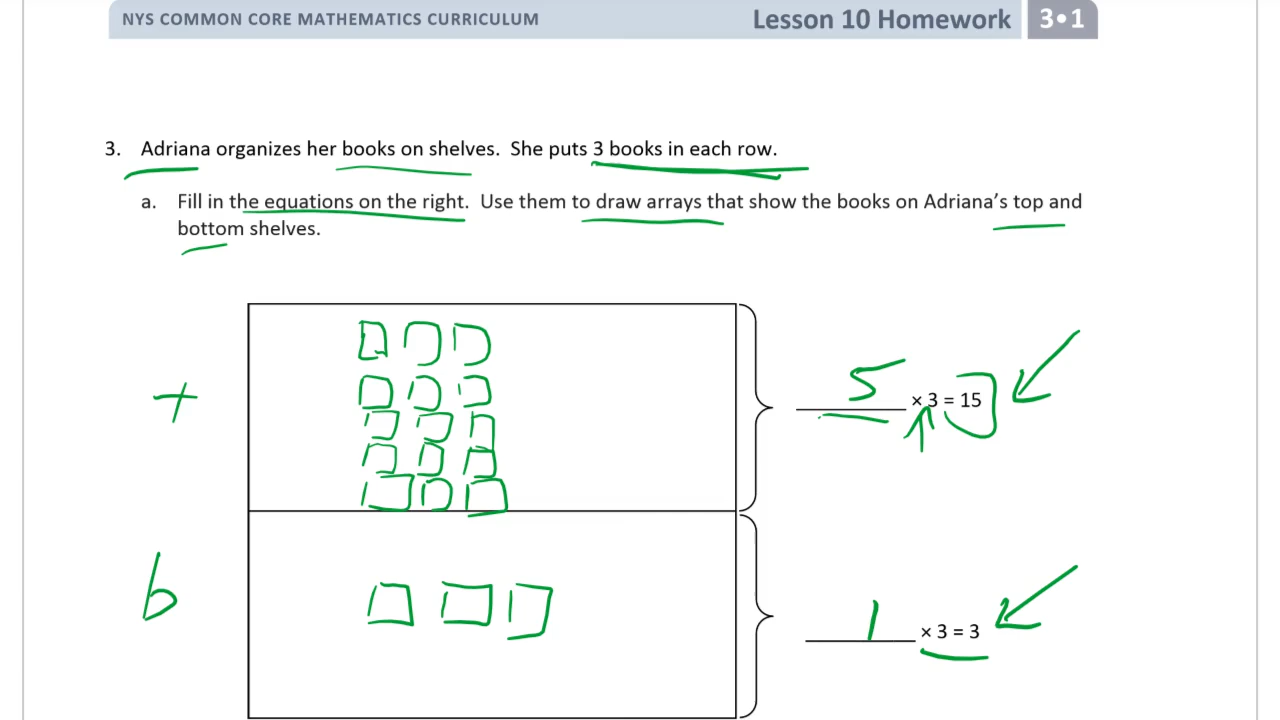 NYS COMMON CORE MATHEMATICS CURRICULUM Lesson 10 Homework 3•1
3. Adriana organizes her books on shelves. She puts 3 books in each row.
a. Fill in the equations on the right. Use them to draw arrays that show the books on Adriana's top and
bottom shelves.
t
5 × 3 = 15
b
1 × 3 = 3